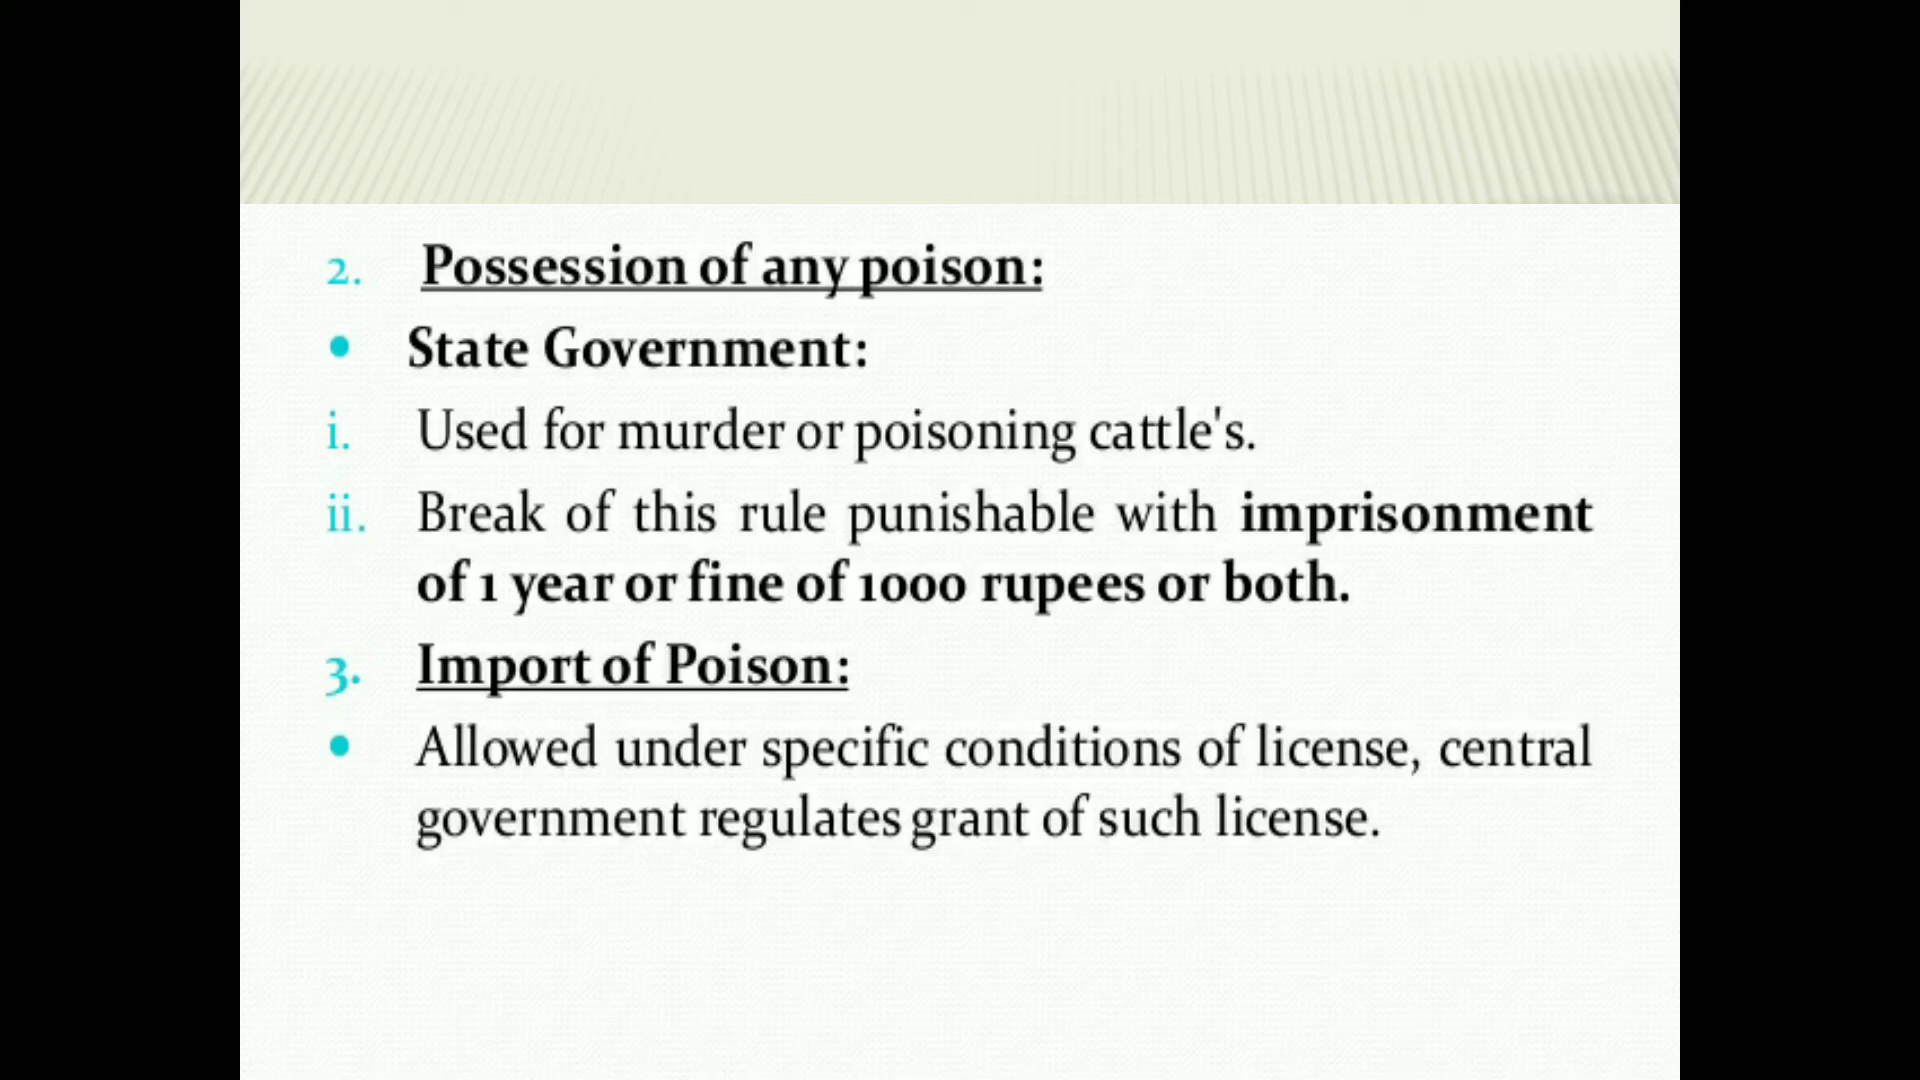 2. Possession of any poison:
• State Government:
i. Used for murder or poisoning cattle's.
ii. Break of this rule punishable with imprisonment
of 1 year or fine of 1000 rupees or both.
3. Import of Poison:
• Allowed under specific conditions of license, central
government regulates grant of such license.